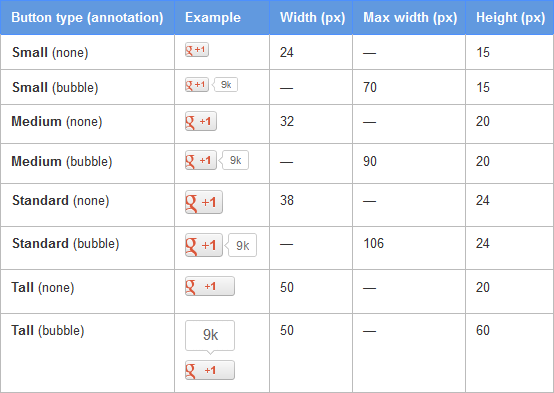 Button type (annotation) Example Width (px) Max width (px) Height (px)
Small (none) g +1 24 — 15
Small (bubble) g +1 9k — 70 15
Medium (none) g +1 32 — 20
Medium (bubble) g +1 9k — 90 20
Standard (none) g +1 38 — 24
Standard (bubble) g +1 9k — 106 24
Tall (none) g +1 50 — 20
Tall (bubble) 9k 50 — 60
g +1